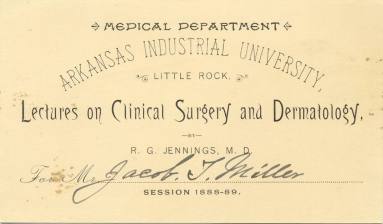 MEDICAL DEPARTMENT
ARKANSAS INDUSTRIAL UNIVERSITY,
LITTLE ROCK.
Lectures on Clinical Surgery and Dermatology,
—BY—
R. G. JENNINGS, M. D.
For Mr. Jacob. T. Miller
SESSION 1888-89.